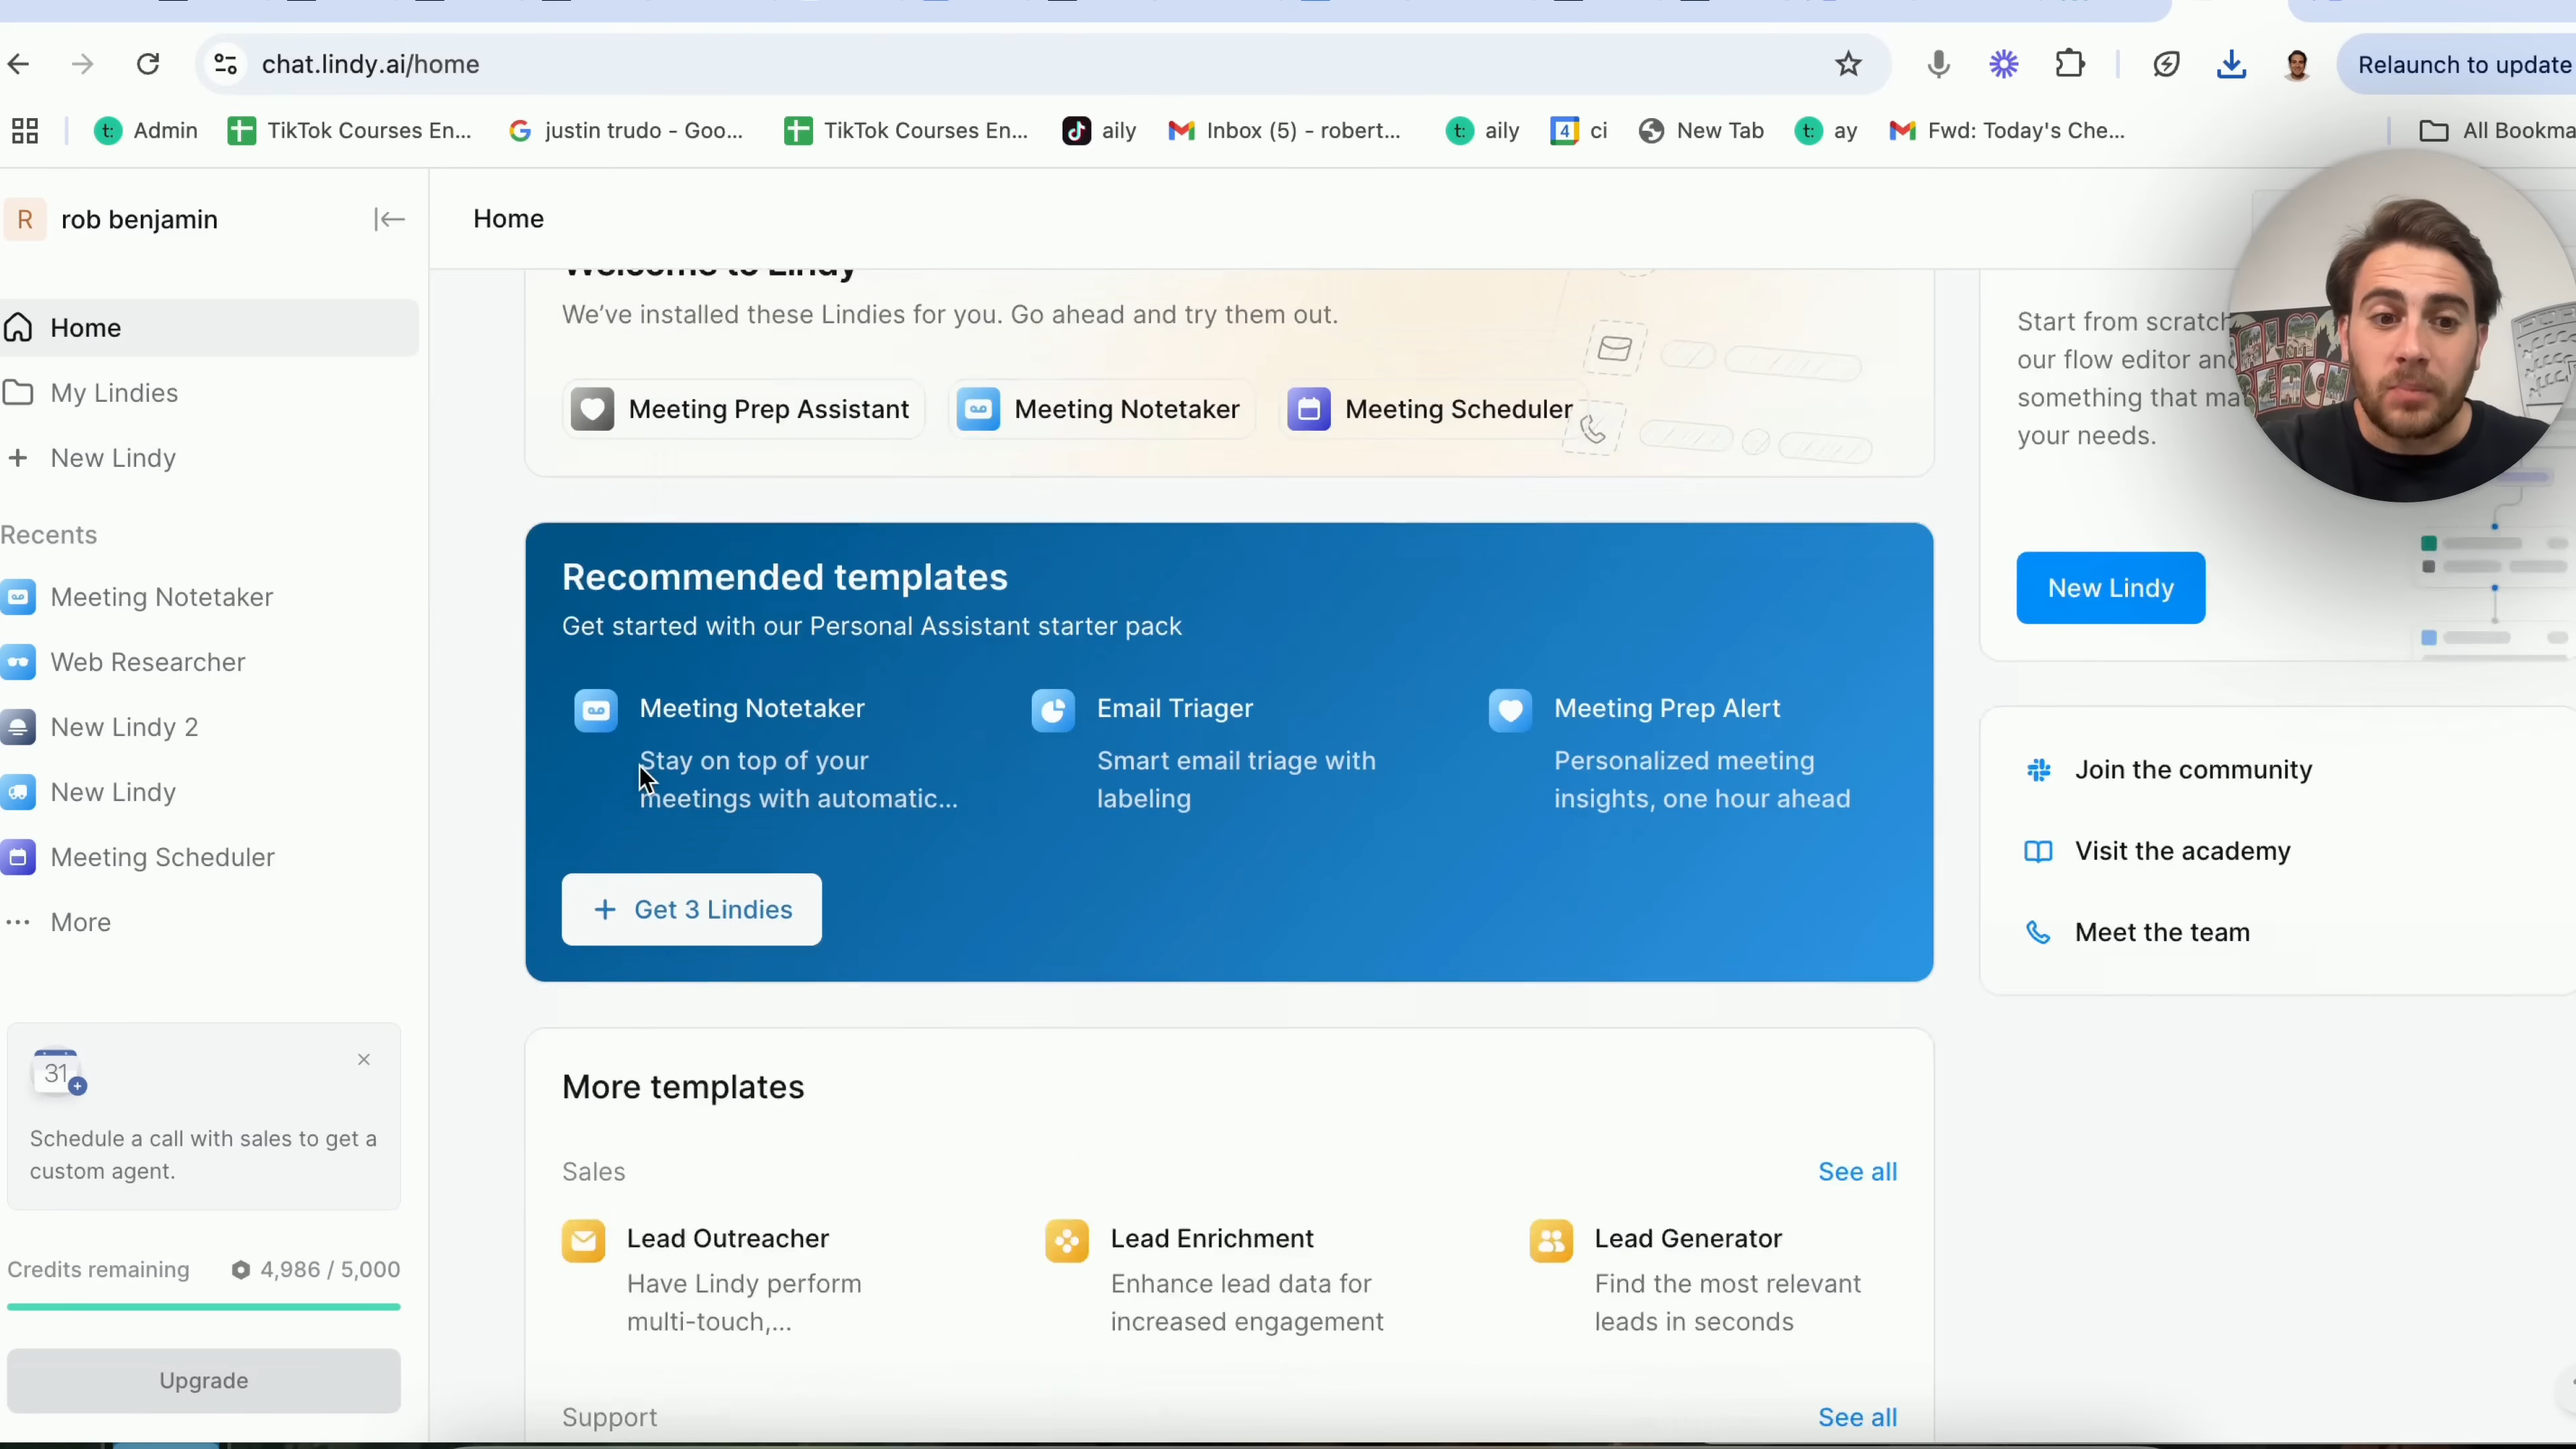 chat.lindy.ai/home
Relaunch to update
Admin
TikTok Courses En...
justin trudo - Goo...
TikTok Courses En...
aily
Inbox (5) - robert...
aily
4 ci
New Tab
ay
Fwd: Today's Che...
All Bookma
R rob benjamin
Home
My Lindies
New Lindy
Recents
Meeting Notetaker
Web Researcher
New Lindy 2
New Lindy
Meeting Scheduler
More
31
Schedule a call with sales to get a
custom agent.
Credits remaining 4,986 / 5,000
Upgrade
Home
Welcome to Lindy
We've installed these Lindies for you. Go ahead and try them out.
Meeting Prep Assistant
Meeting Notetaker
Meeting Scheduler
Recommended templates
Get started with our Personal Assistant starter pack
Meeting Notetaker
Stay on top of your
meetings with automatic...
Email Triager
Smart email triage with
labeling
Meeting Prep Alert
Personalized meeting
insights, one hour ahead
+ Get 3 Lindies
More templates
Sales
See all
Lead Outreacher
Have Lindy perform
multi-touch,...
Lead Enrichment
Enhance lead data for
increased engagement
Lead Generator
Find the most relevant
leads in seconds
Support
See all
Start from scratch
our flow editor and
something that ma
your needs.
New Lindy
Join the community
Visit the academy
Meet the team